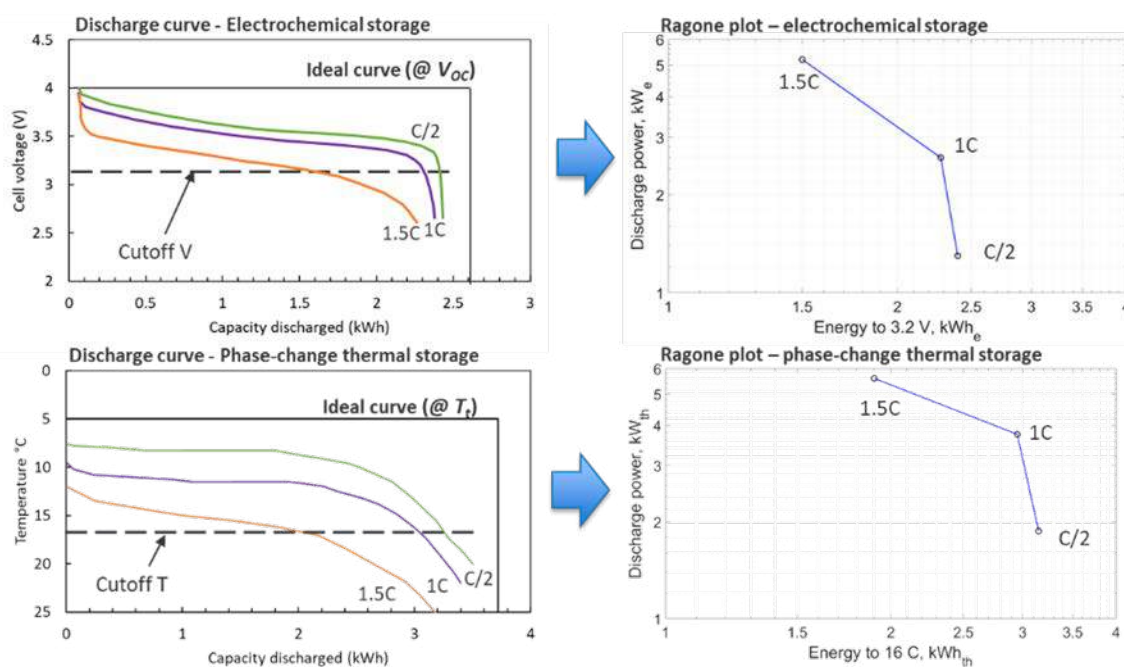 Discharge curve - Electrochemical storage
4.5
4
3.5
3
2.5
2
Cell voltage (V)
Ideal curve (@ VOC)
C/2
Cutoff V
1.5C
1C
0
0.5
1
1.5
2
2.5
3
Capacity discharged (kWh)
Ragone plot – electrochemical storage
6
5
4
3
2
1
Discharge power, kWe
1.5C
1C
C/2
1
1.5
2
2.5
3
3.5
4
Energy to 3.2 V, kWhe
Discharge curve - Phase-change thermal storage
0
5
10
15
20
25
Temperature °C
Ideal curve (@ Tt)
Cutoff T
1.5C
1C
C/2
0
1
2
3
4
Capacity discharged (kWh)
Ragone plot – phase-change thermal storage
6
5
4
3
2
1
Discharge power, kWth
1.5C
1C
C/2
1
1.5
2
2.5
3
3.5
4
Energy to 16 C, kWhth